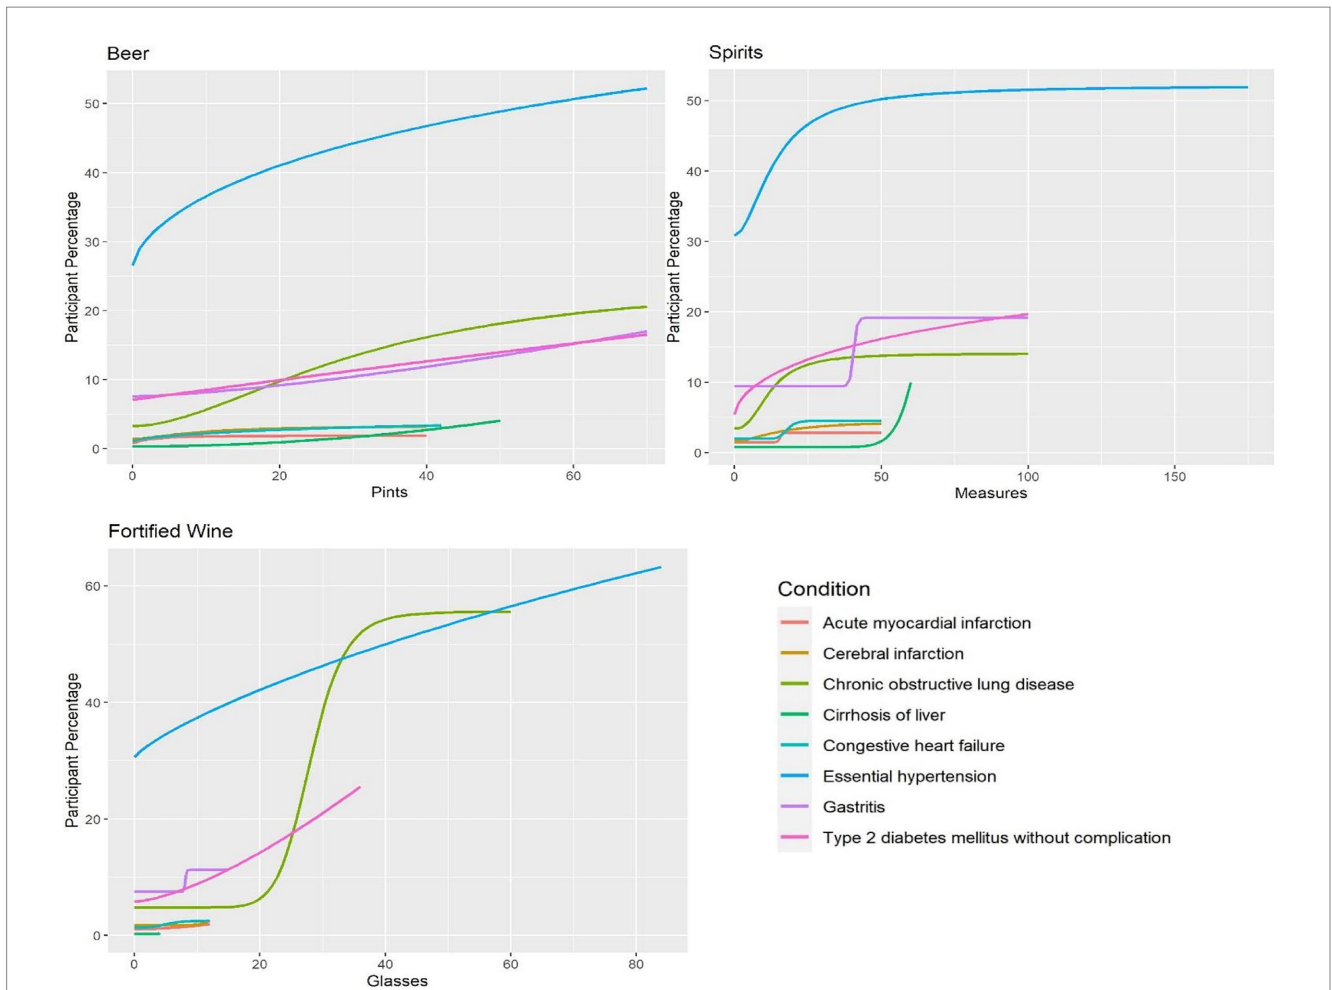 Beer
Participant Percentage
50
40
30
20
10
0
0 20 40 60
Pints
Spirits
Participant Percentage
50
40
30
20
10
0
0 50 100 150
Measures
Fortified Wine
Participant Percentage
60
40
20
0
0 20 40 60 80
Glasses
Condition
Acute myocardial infarction
Cerebral infarction
Chronic obstructive lung disease
Cirrhosis of liver
Congestive heart failure
Essential hypertension
Gastritis
Type 2 diabetes mellitus without complication